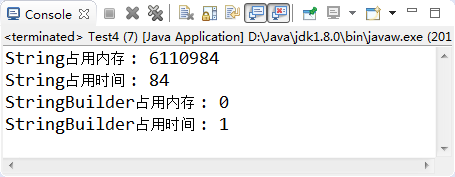 Console
<terminated> Test4 (7) [Java Application] D:\Java\jdk1.8.0\bin\javaw.exe (201
String占用内存：6110984
String占用时间：84
StringBuilder占用内存：0
StringBuilder占用时间：1